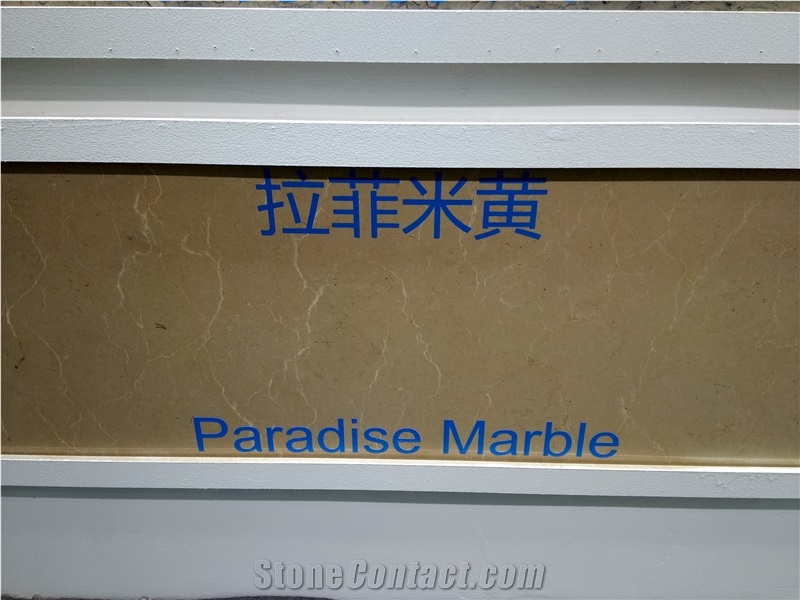 拉菲米黄
Paradise Marble
StoneContact.com